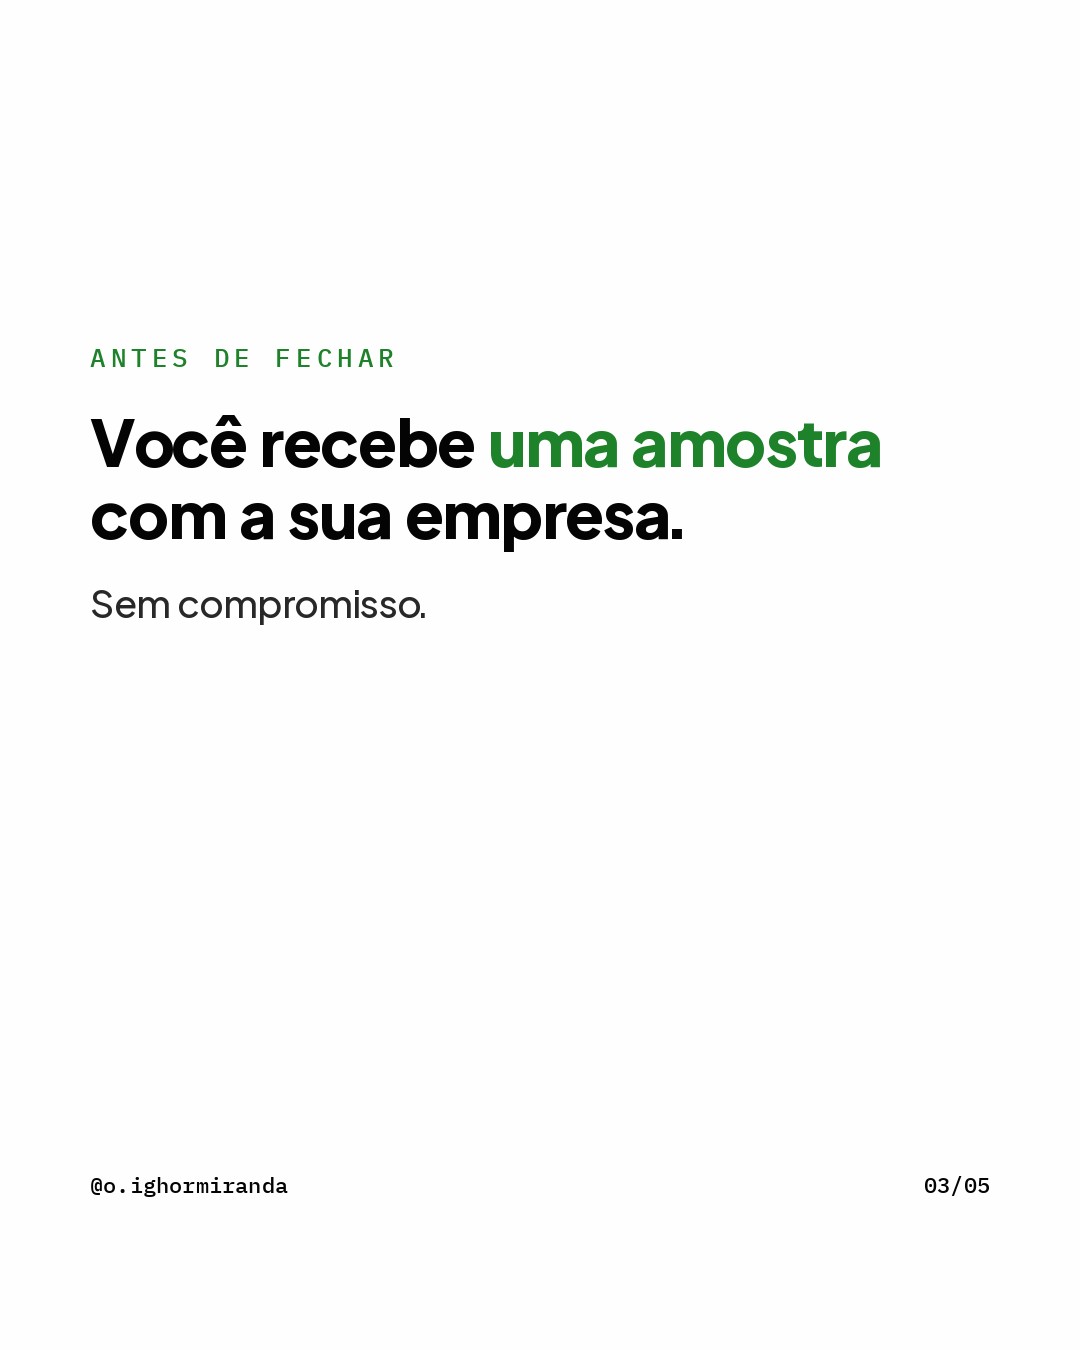 ANTES DE FECHAR
Você recebe uma amostra
com a sua empresa.
Sem compromisso.
@o.ighormiranda
03/05